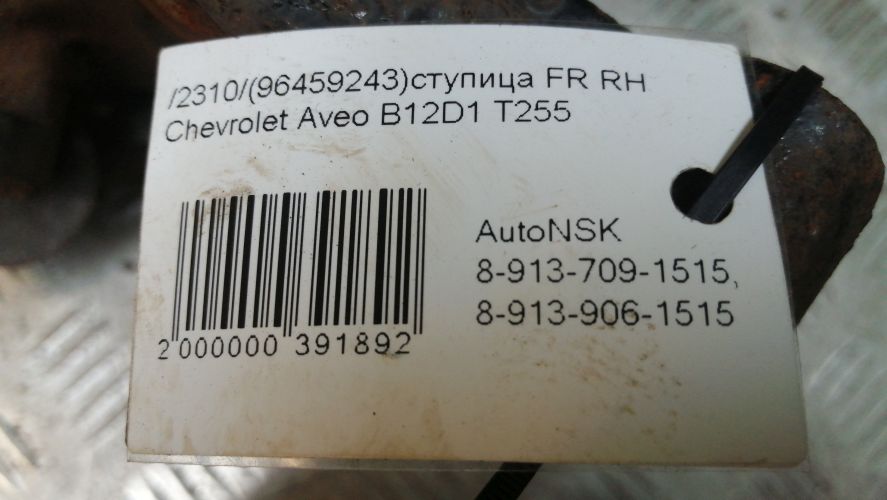 /2310/(96459243)ступица FR RH
Chevrolet Aveo B12D1 T255
AutoNSK
8-913-709-1515,
8-913-906-1515
2 000000 391892